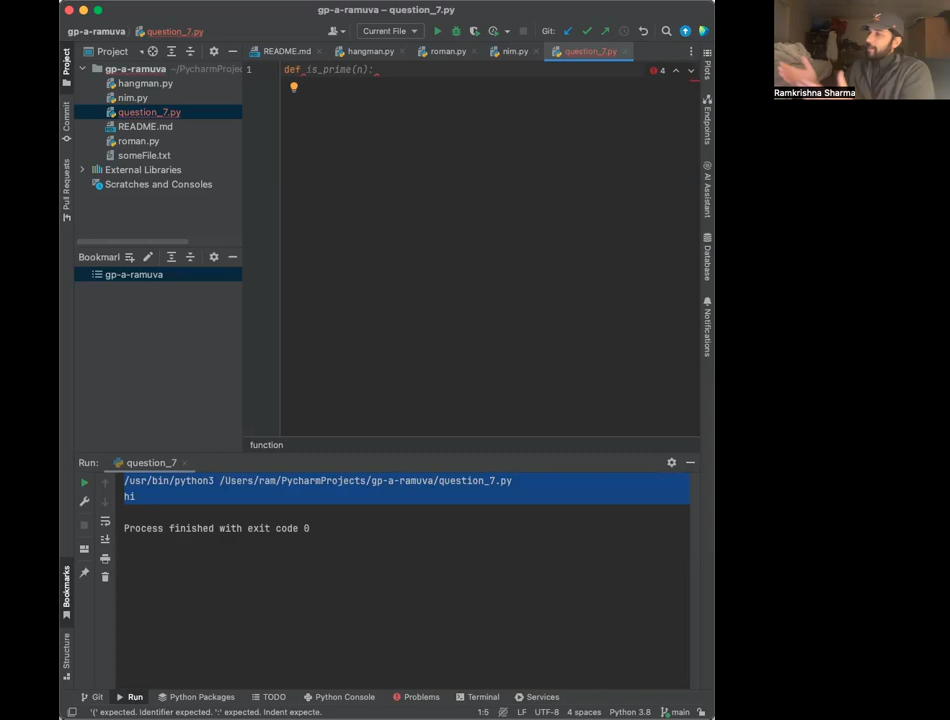 gp-a-ramuva – question_7.py
gp-a-ramuva question_7.py Current File Git:
Project README.md hangman.py roman.py nim.py question_7.py
gp-a-ramuva ~/PycharmProjec
hangman.py
nim.py
question_7.py
README.md
roman.py
someFile.txt
External Libraries
Scratches and Consoles
Bookmarl
gp-a-ramuva
Project
Commit
Pull Requests
Bookmarks
Structure
1 def is_prime(n):
4
function
Plots
Endpoints
AI Assistant
Database
Notifications
Run: question_7
/usr/bin/python3 /Users/ram/PycharmProjects/gp-a-ramuva/question_7.py
hi
Process finished with exit code 0
Git Run Python Packages TODO Python Console Problems Terminal Services
'(' expected. Identifier expected. ':' expected. Indent expecte. 1:5 LF UTF-8 4 spaces Python 3.8 main
Ramkrishna Sharma